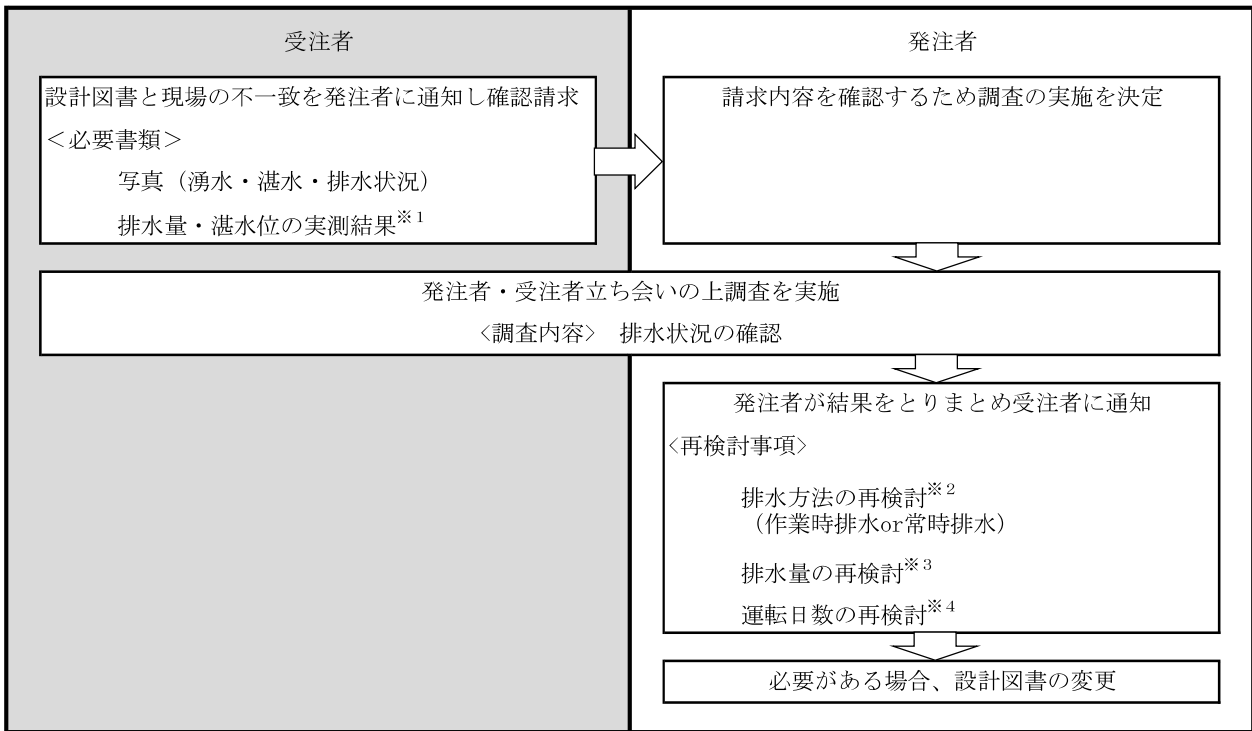 受注者
発注者
設計図書と現場の不一致を発注者に通知し確認請求
＜必要書類＞
写真（湧水・湛水・排水状況）
排水量・湛水位の実測結果※１
請求内容を確認するため調査の実施を決定
発注者・受注者立ち会いの上調査を実施
<調査内容>　排水状況の確認
発注者が結果をとりまとめ受注者に通知
<再検討事項>
排水方法の再検討※２
（作業時排水or常時排水）
排水量の再検討※３
運転日数の再検討※４
必要がある場合、設計図書の変更